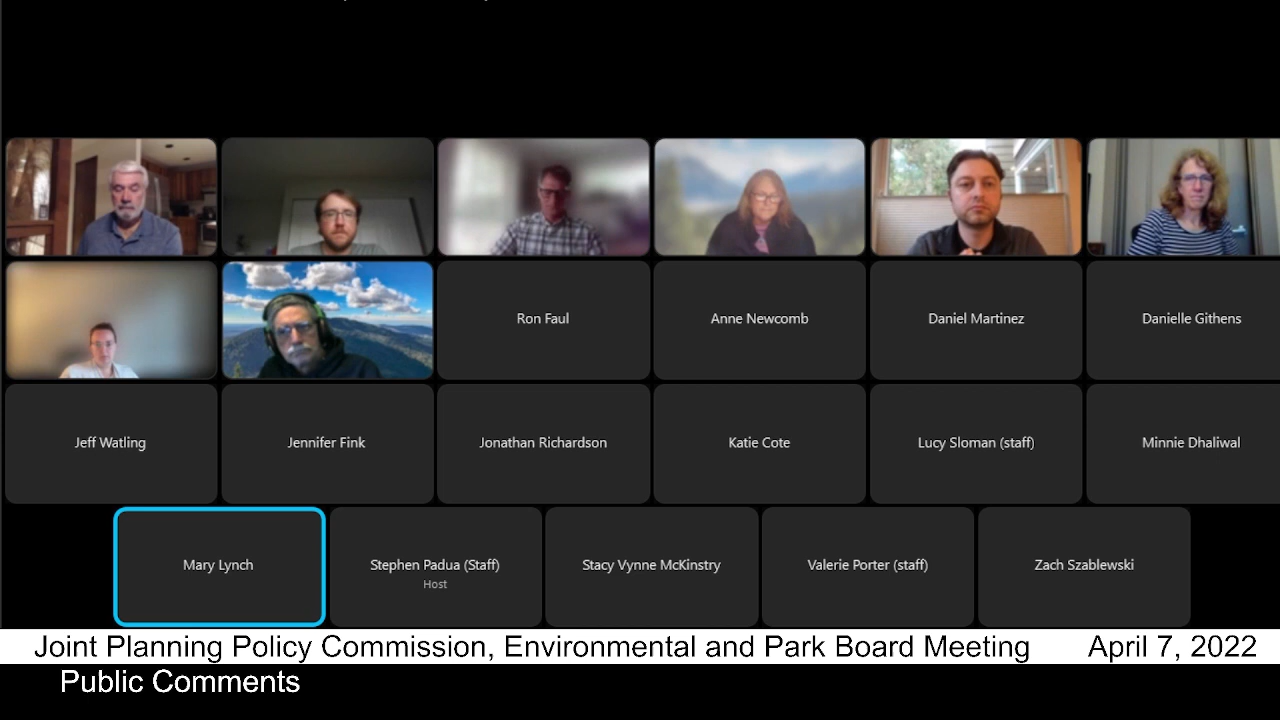 Ron Faul
Anne Newcomb
Daniel Martinez
Danielle Githens
Jeff Watling
Jennifer Fink
Jonathan Richardson
Katie Cote
Lucy Sloman (staff)
Minnie Dhaliwal
Mary Lynch
Stephen Padua (Staff)
Host
Stacy Vynne McKinstry
Valerie Porter (staff)
Zach Szablewski
Joint Planning Policy Commission, Environmental and Park Board Meeting April 7, 2022
Public Comments